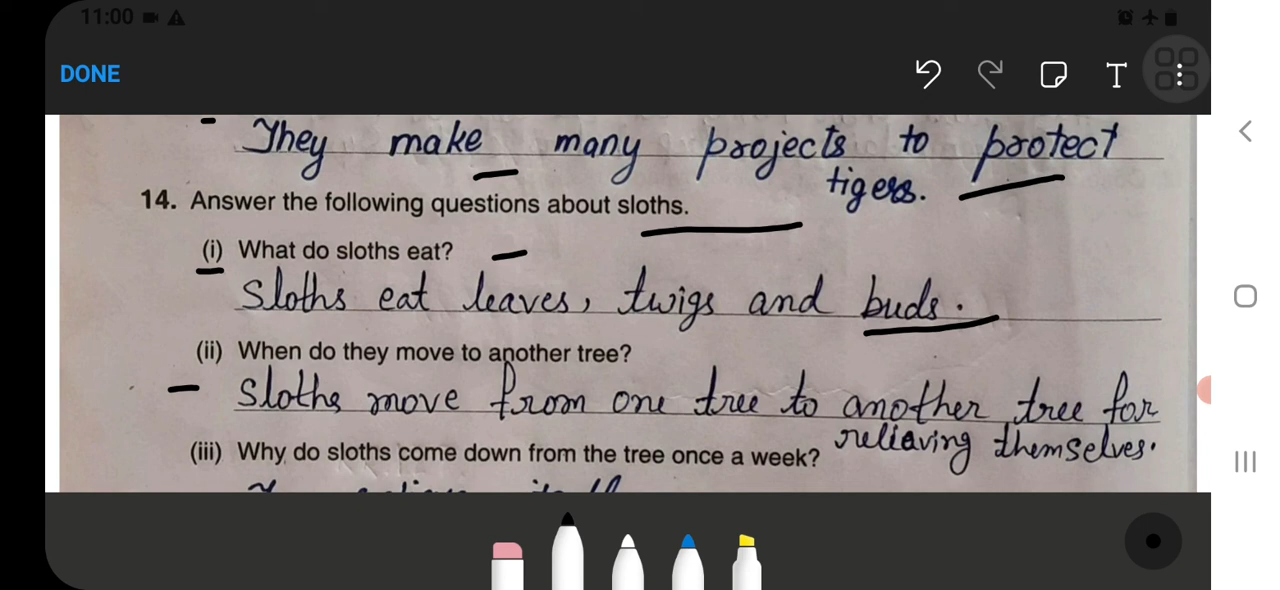 11:00
DONE
T
They make many projects to protect
tigers.
14. Answer the following questions about sloths.
(i) What do sloths eat?
Sloths eat leaves, twigs and buds.
(ii) When do they move to another tree?
Sloths move from one tree to another tree for
reliaving themselves.
(iii) Why do sloths come down from the tree once a week?